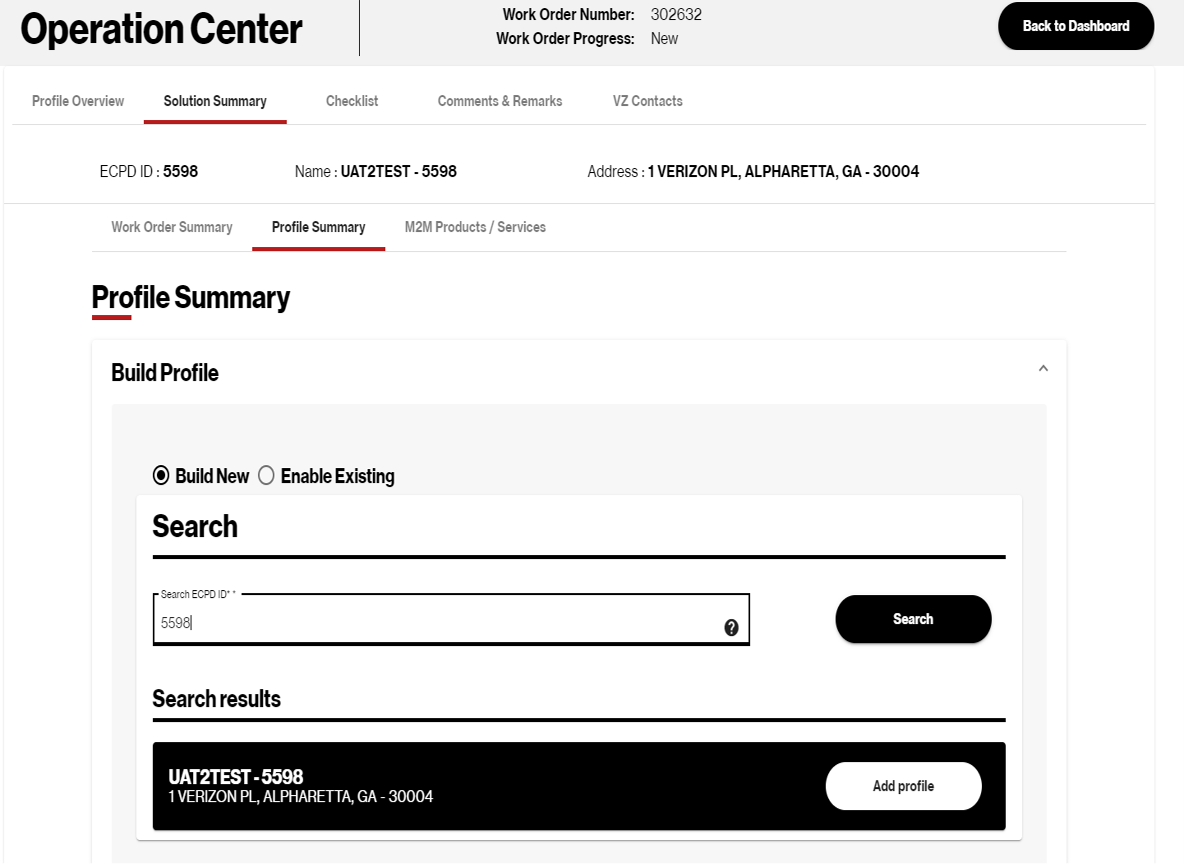 Operation Center
Work Order Number: 302632
Work Order Progress: New
Back to Dashboard
Profile Overview Solution Summary Checklist Comments & Remarks VZ Contacts
ECPD ID : 5598 Name : UAT2TEST - 5598 Address : 1 VERIZON PL, ALPHARETTA, GA - 30004
Work Order Summary Profile Summary M2M Products / Services
Profile Summary
Build Profile
Build New Enable Existing
Search
Search ECPD ID* *
5598
?
Search
Search results
UAT2TEST - 5598
1 VERIZON PL, ALPHARETTA, GA - 30004
Add profile